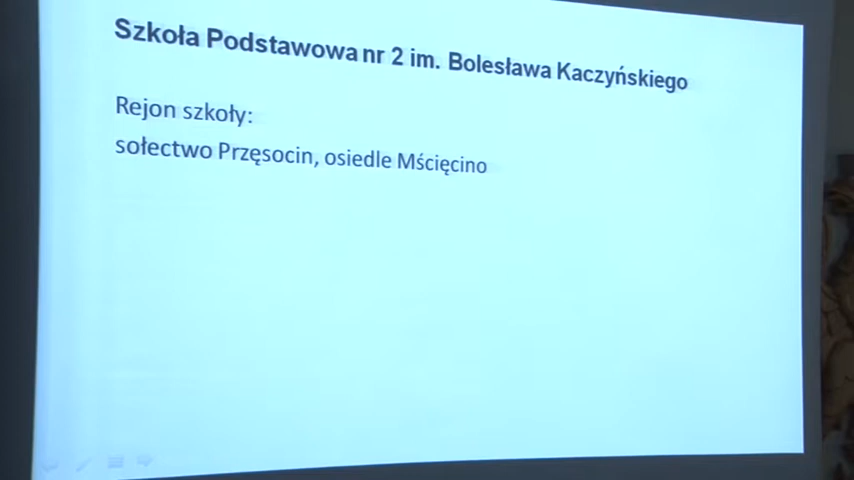 Szkoła Podstawowa nr 2 im. Bolesława Kaczyńskiego
Rejon szkoły:
sołectwo Przęsocin, osiedle Mścięcino